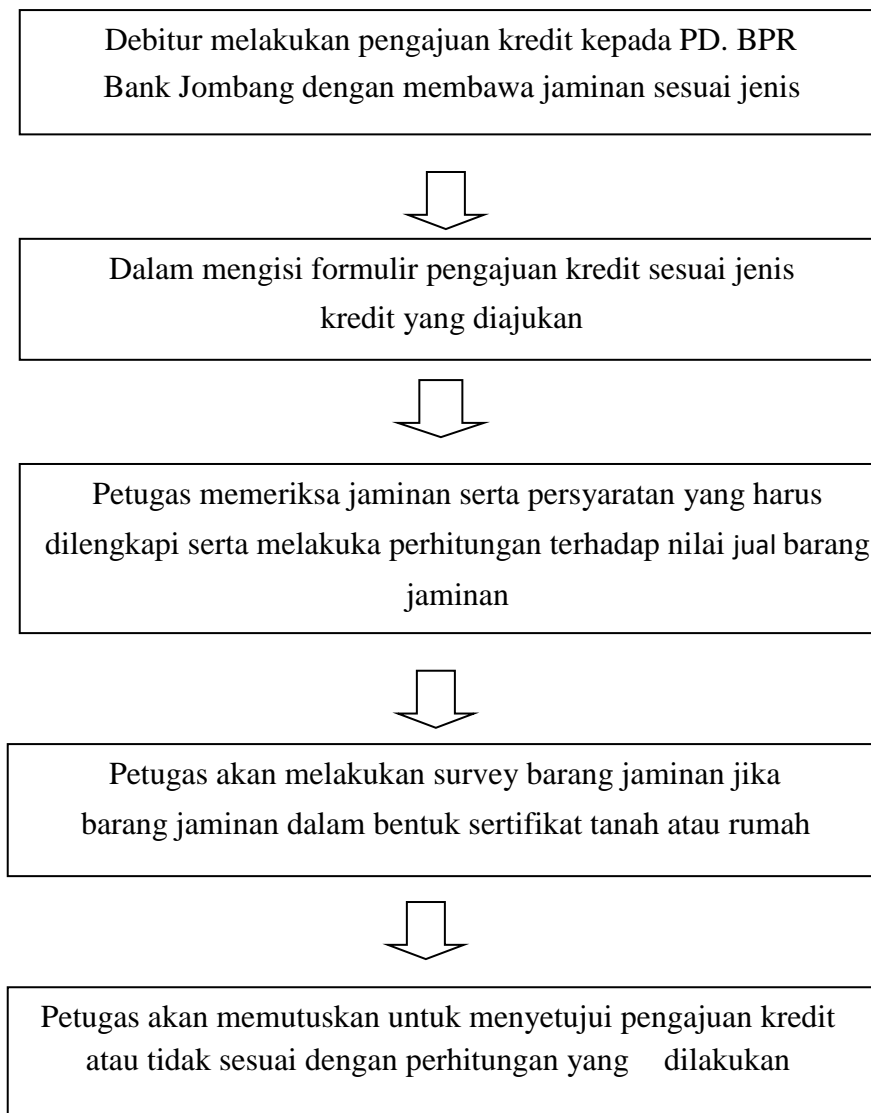 Debitur melakukan pengajuan kredit kepada PD. BPR
Bank Jombang dengan membawa jaminan sesuai jenis
Dalam mengisi formulir pengajuan kredit sesuai jenis
kredit yang diajukan
Petugas memeriksa jaminan serta persyaratan yang harus
dilengkapi serta melakuka perhitungan terhadap nilai jual barang
jaminan
Petugas akan melakukan survey barang jaminan jika
barang jaminan dalam bentuk sertifikat tanah atau rumah
Petugas akan memutuskan untuk menyetujui pengajuan kredit
atau tidak sesuai dengan perhitungan yang dilakukan